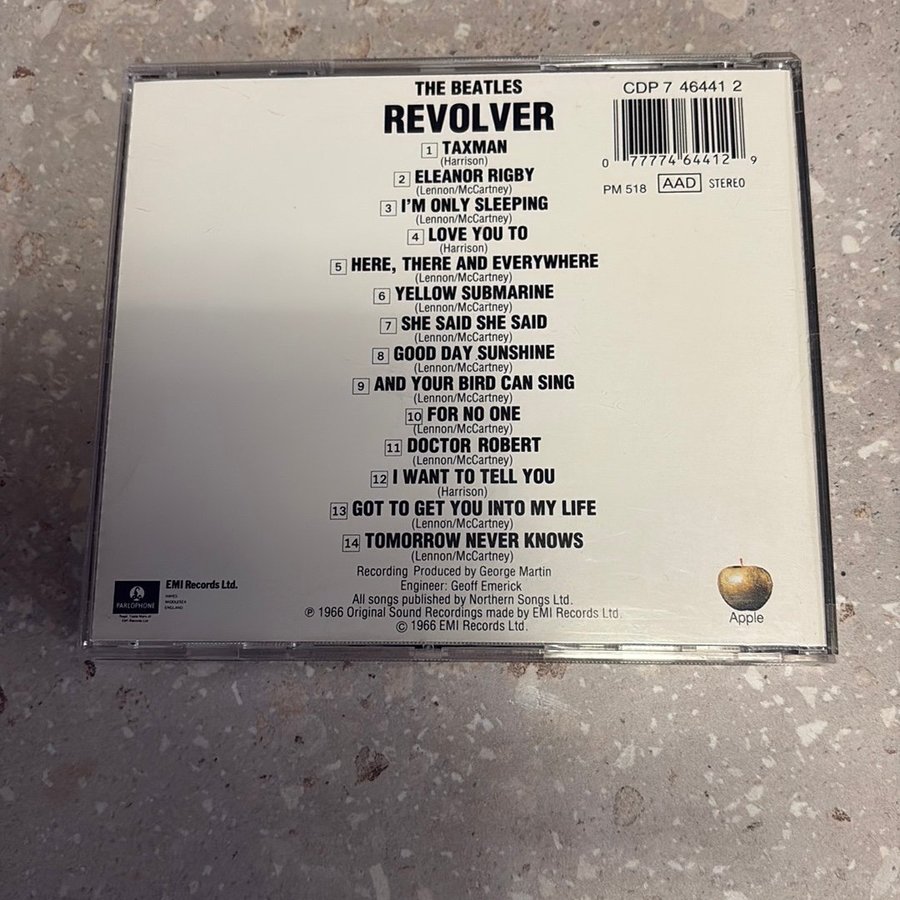 THE BEATLES
REVOLVER
1 TAXMAN
(Harrison)
2 ELEANOR RIGBY
(Lennon/McCartney)
3 I'M ONLY SLEEPING
(Lennon/McCartney)
4 LOVE YOU TO
(Harrison)
5 HERE, THERE AND EVERYWHERE
(Lennon/McCartney)
6 YELLOW SUBMARINE
(Lennon/McCartney)
7 SHE SAID SHE SAID
(Lennon/McCartney)
8 GOOD DAY SUNSHINE
(Lennon/McCartney)
9 AND YOUR BIRD CAN SING
(Lennon/McCartney)
10 FOR NO ONE
(Lennon/McCartney)
11 DOCTOR ROBERT
(Lennon/McCartney)
12 I WANT TO TELL YOU
(Harrison)
13 GOT TO GET YOU INTO MY LIFE
(Lennon/McCartney)
14 TOMORROW NEVER KNOWS
(Lennon/McCartney)
Recording Produced by George Martin
Engineer: Geoff Emerick
All songs published by Northern Songs Ltd.
℗ 1966 Original Sound Recordings made by EMI Records Ltd.
© 1966 EMI Records Ltd.
CDP 7 46441 2
0 77774 64412 9
PM 518 AAD STEREO
PARLOPHONE
EMI Records Ltd.
HAYES
MIDDLESEX
ENGLAND
Apple